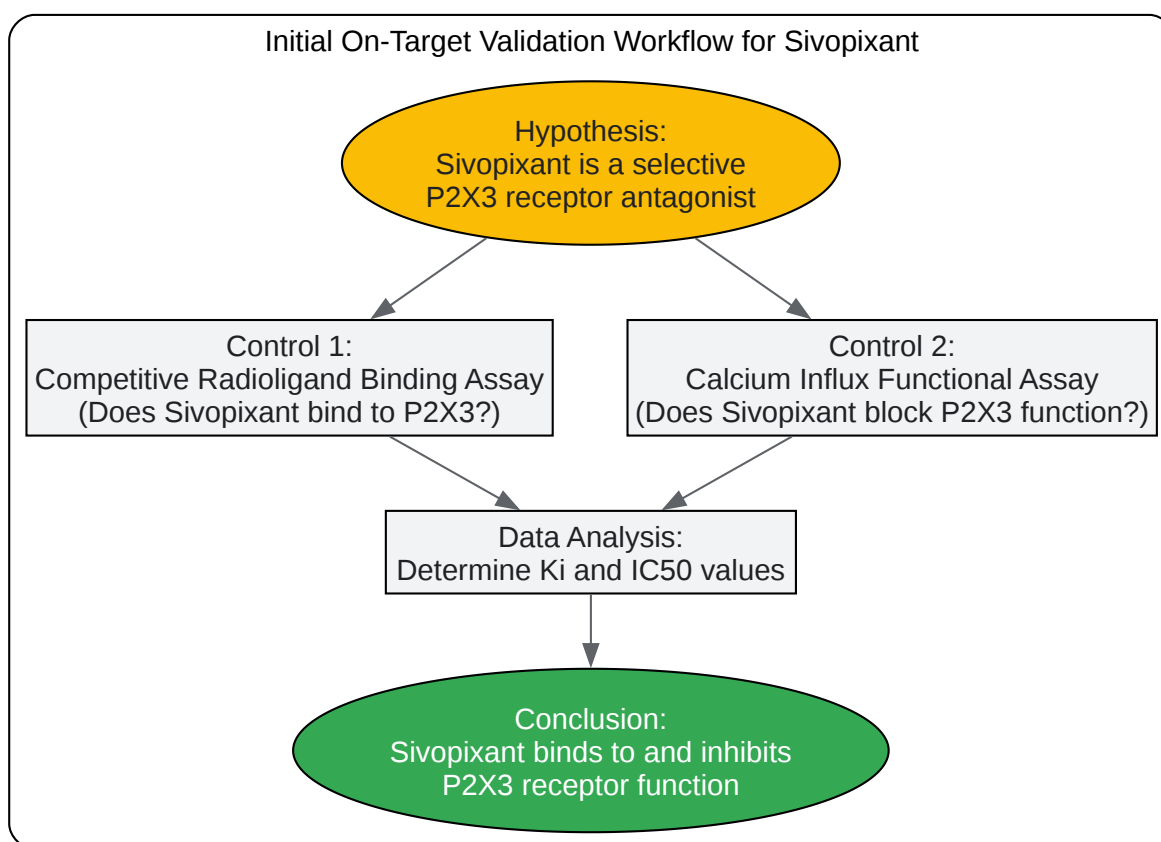 Initial On-Target Validation Workflow for Sivopixant
Hypothesis:
Sivopixant is a selective
P2X3 receptor antagonist
Control 1:
Competitive Radioligand Binding Assay
(Does Sivopixant bind to P2X3?)
Control 2:
Calcium Influx Functional Assay
(Does Sivopixant block P2X3 function?)
Data Analysis:
Determine Ki and IC50 values
Conclusion:
Sivopixant binds to and inhibits
P2X3 receptor function